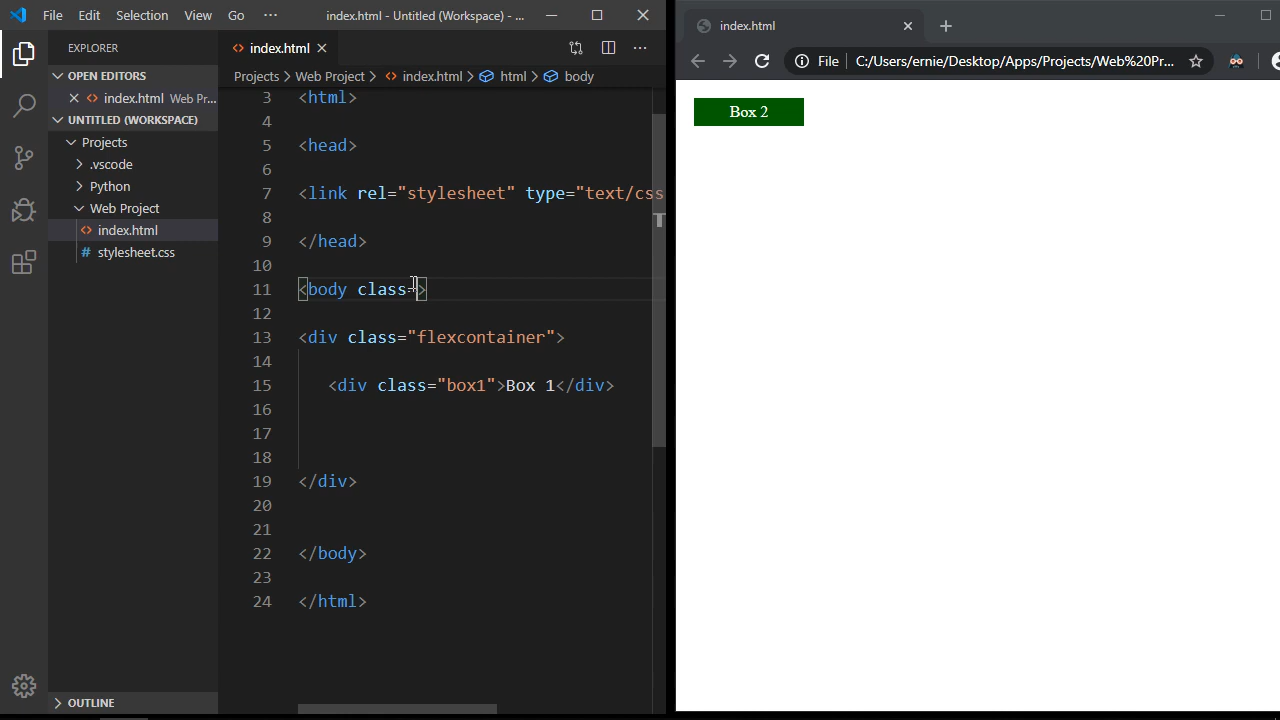 File Edit Selection View Go ··· index.html - Untitled (Workspace) - ...
EXPLORER
OPEN EDITORS
index.html Web Pr...
UNTITLED (WORKSPACE)
Projects
.vscode
Python
Web Project
index.html
# stylesheet.css
OUTLINE
index.html
Projects > Web Project > index.html > html > body
3 <html>
4
5 <head>
6
7 <link rel="stylesheet" type="text/css
8
9 </head>
10
11 <body class=>
12
13 <div class="flexcontainer">
14
15 <div class="box1">Box 1</div>
16
17
18
19 </div>
20
21
22 </body>
23
24 </html>
index.html
File C:/Users/ernie/Desktop/Apps/Projects/Web%20Pr...
Box 2